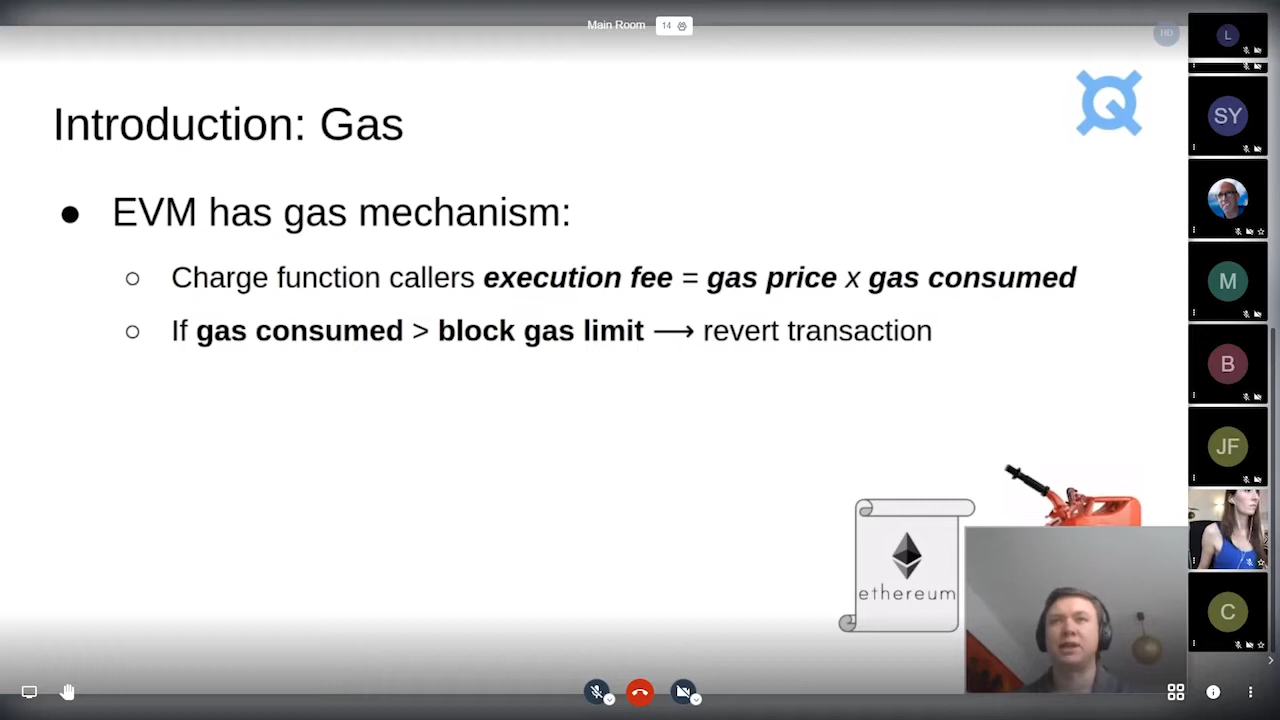 Main Room 14
HD
Introduction: Gas
● EVM has gas mechanism:
○ Charge function callers execution fee = gas price x gas consumed
○ If gas consumed > block gas limit ⟶ revert transaction
ethereum
L
SY
M
B
JF
C